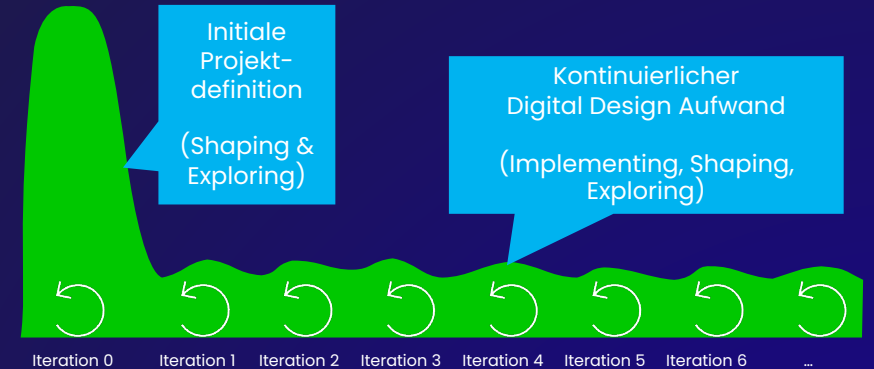 Initiale
Projekt-
definition
(Shaping &
Exploring)
Kontinuierlicher
Digital Design Aufwand
(Implementing, Shaping,
Exploring)
Iteration 0 Iteration 1 Iteration 2 Iteration 3 Iteration 4 Iteration 5 Iteration 6 ...